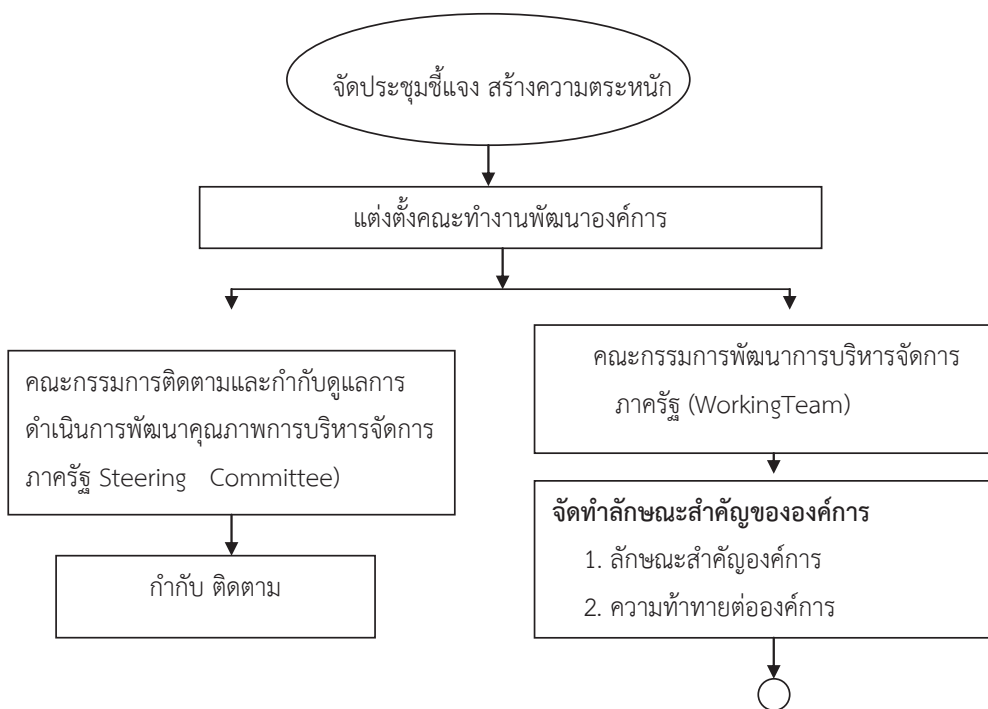 จัดประชุมชี้แจง สร้างความตระหนัก
แต่งตั้งคณะทำงานพัฒนาองค์การ
คณะกรรมการติดตามและกำกับดูแลการ
ดำเนินการพัฒนาคุณภาพการบริหารจัดการ
ภาครัฐ Steering Committee)
กำกับ ติดตาม
คณะกรรมการพัฒนาการบริหารจัดการ
ภาครัฐ (WorkingTeam)
จัดทำลักษณะสำคัญขององค์การ
1. ลักษณะสำคัญองค์การ
2. ความท้าทายต่อองค์การ